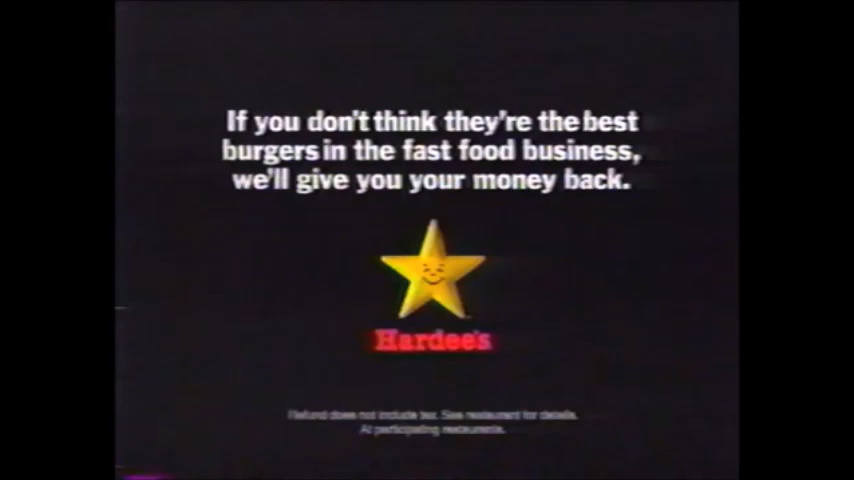 If you don't think they're the best
burgers in the fast food business,
we'll give you your money back.
Hardee's
Refund does not include tax. See restaurant for details.
At participating restaurants.